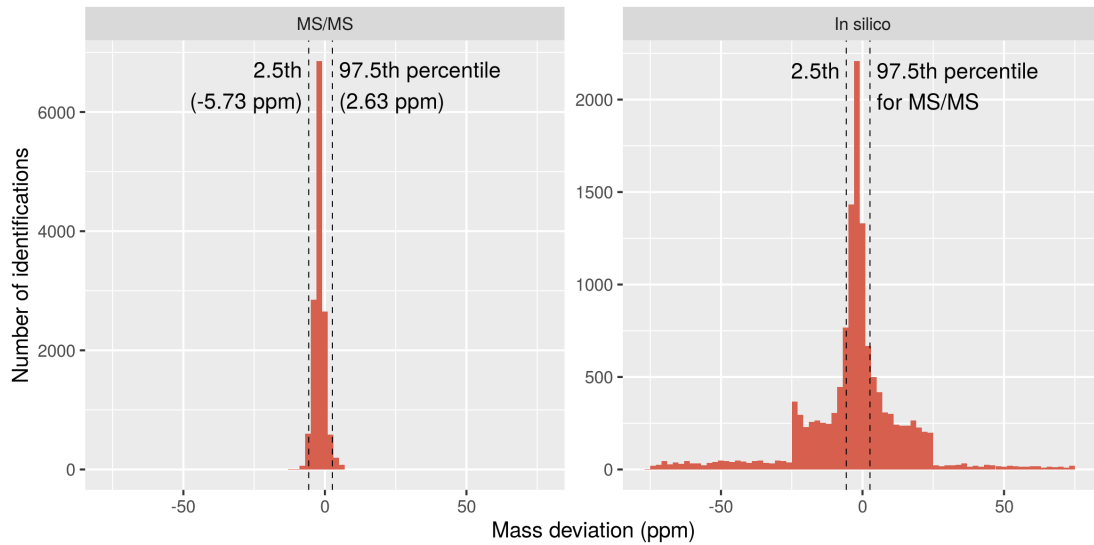 MS/MS
In silico
2.5th
(-5.73 ppm)
97.5th percentile
(2.63 ppm)
2.5th
97.5th percentile
for MS/MS
Number of identifications
6000
4000
2000
0
2000
1500
1000
500
0
-50
0
50
-50
0
50
Mass deviation (ppm)